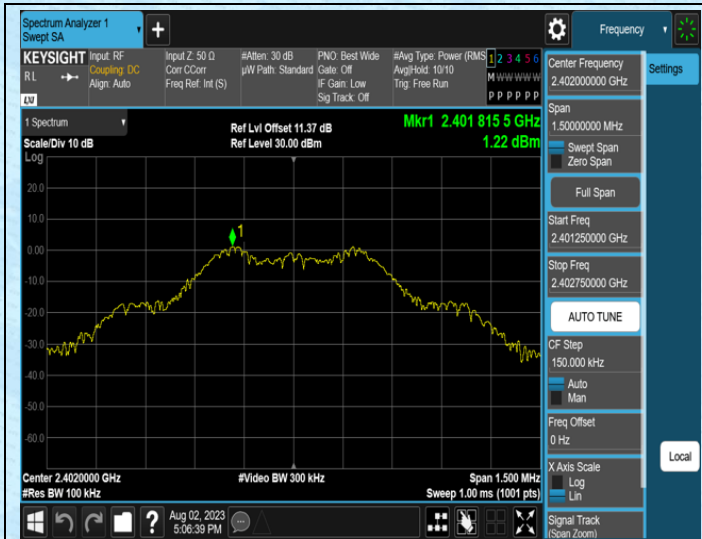 Spectrum Analyzer 1
Swept SA
Frequency
KEYSIGHT
R L
LXI
Input: RF
Coupling: DC
Align: Auto
Input Z: 50 Ω
Corr CCorr
Freq Ref: Int (S)
#Atten: 30 dB
µW Path: Standard
PNO: Best Wide
Gate: Off
IF Gain: Low
Sig Track: Off
#Avg Type: Power (RMS
Avg|Hold: 10/10
Trig: Free Run
1 2 3 4 5 6
M W W W W W
P P P P P P
1 Spectrum
Scale/Div 10 dB
Log
Ref Lvl Offset 11.37 dB
Ref Level 30.00 dBm
Mkr1 2.401 815 5 GHz
1.22 dBm
20.0
10.0
0.00
-10.0
-20.0
-30.0
-40.0
-50.0
-60.0
1
Center 2.4020000 GHz
#Res BW 100 kHz
#Video BW 300 kHz
Span 1.500 MHz
Sweep 1.00 ms (1001 pts)
Aug 02, 2023
5:06:39 PM
Center Frequency
2.402000000 GHz
Span
1.50000000 MHz
Swept Span
Zero Span
Full Span
Start Freq
2.401250000 GHz
Stop Freq
2.402750000 GHz
AUTO TUNE
CF Step
150.000 kHz
Auto
Man
Freq Offset
0 Hz
X Axis Scale
Log
Lin
Signal Track
(Span Zoom)
Settings
Local